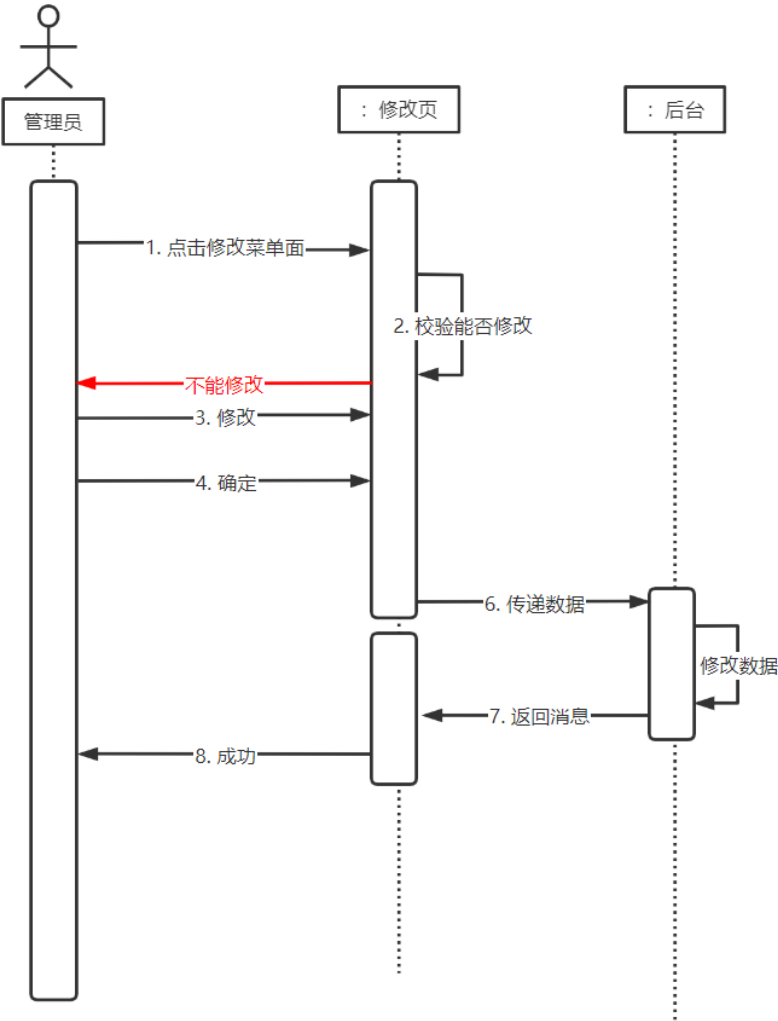 管理员
：修改页
：后台
1. 点击修改菜单面
2. 校验能否修改
不能修改
3. 修改
4. 确定
6. 传递数据
修改数据
7. 返回消息
8. 成功